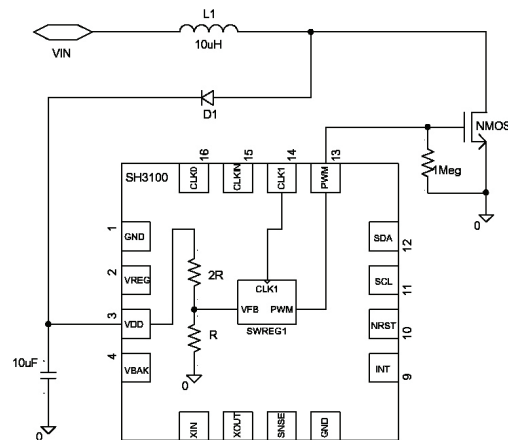 L1
10uH
VIN
D1
NMOS
1Meg
0
SH3100
16
15
14
13
CLK0
CLKIN
CLK1
PWM
1
GND
SDA
12
2
VREG
2R
CLK1
SCL
11
3
VDD
VFB
PWM
SWREG1
R
NRST
10
4
VBAK
0
INT
9
10uF
0
XIN
XOUT
SNSE
GND